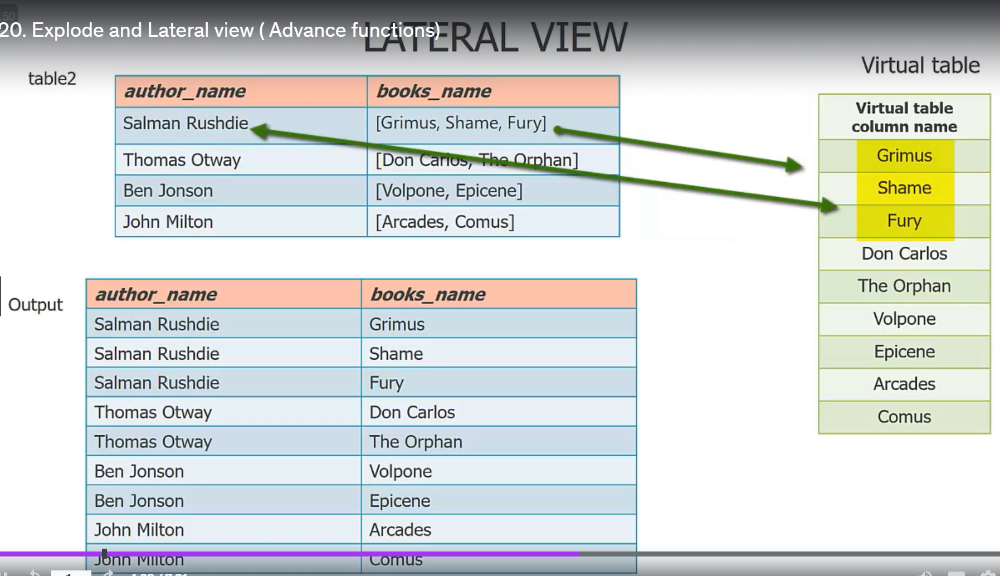 .50
20. Explode and Lateral view ( Advance functions)
LATERAL VIEW
Virtual table
table2
author_name books_name
Salman Rushdie [Grimus, Shame, Fury]
Thomas Otway [Don Carlos, The Orphan]
Ben Jonson [Volpone, Epicene]
John Milton [Arcades, Comus]
Virtual table
column name
Grimus
Shame
Fury
Don Carlos
The Orphan
Volpone
Epicene
Arcades
Comus
Output
author_name books_name
Salman Rushdie Grimus
Salman Rushdie Shame
Salman Rushdie Fury
Thomas Otway Don Carlos
Thomas Otway The Orphan
Ben Jonson Volpone
Ben Jonson Epicene
John Milton Arcades
John Milton Comus